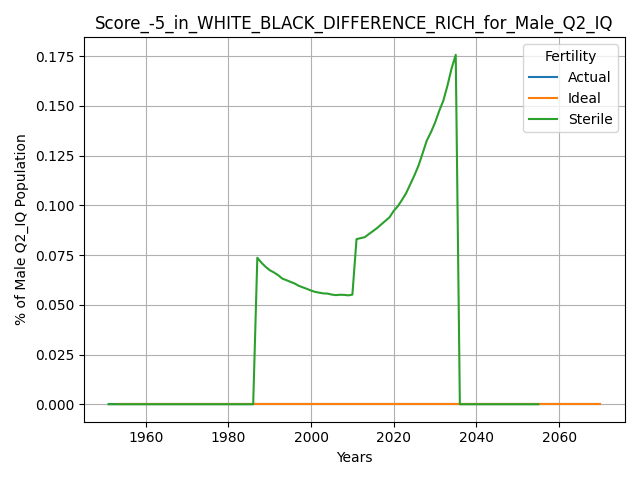 Score_-5_in_WHITE_BLACK_DIFFERENCE_RICH_for_Male_Q2_IQ
Fertility
Actual
Ideal
Sterile
% of Male Q2_IQ Population
0.175
0.150
0.125
0.100
0.075
0.050
0.025
0.000
1960 1980 2000 2020 2040 2060
Years